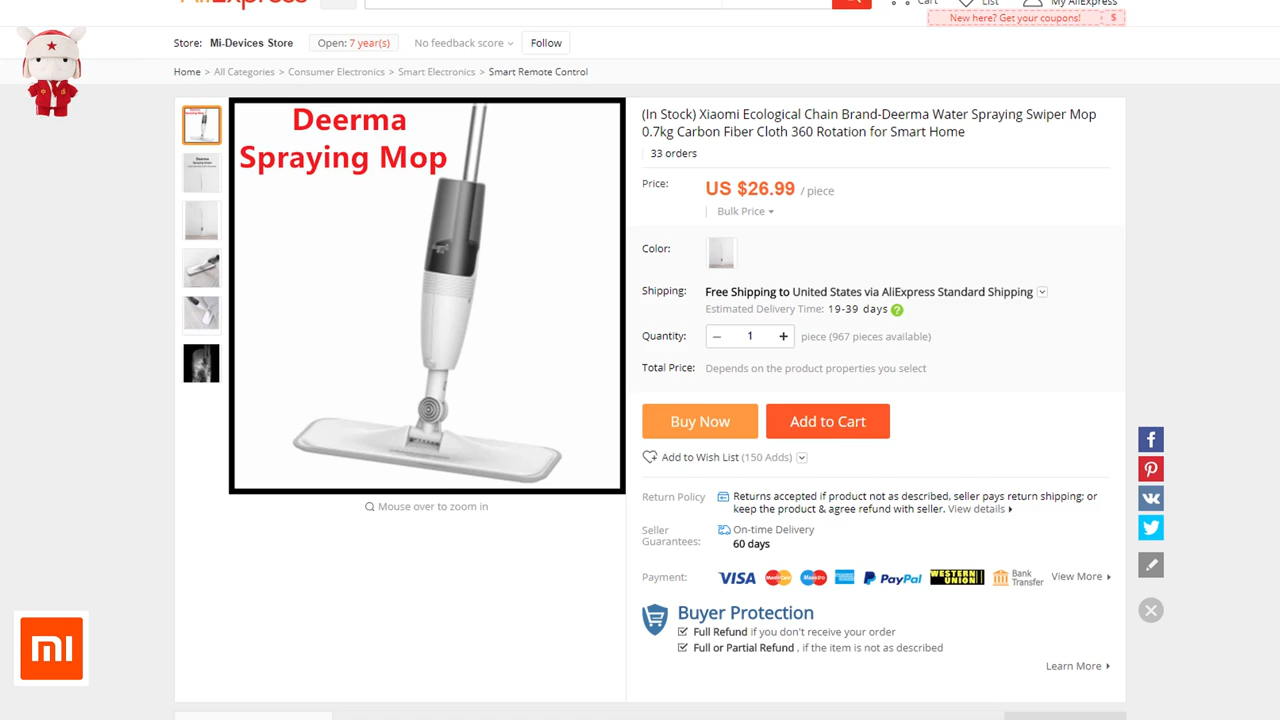 AliExpress
Cart
List
My AliExpress
New here? Get your coupons! $
Store: Mi-Devices Store Open: 7 year(s) No feedback score Follow
Home > All Categories > Consumer Electronics > Smart Electronics > Smart Remote Control
Deerma
Spraying Mop
Mouse over to zoom in
(In Stock) Xiaomi Ecological Chain Brand-Deerma Water Spraying Swiper Mop
0.7kg Carbon Fiber Cloth 360 Rotation for Smart Home
33 orders
Price: US $26.99 / piece
Bulk Price
Color:
Shipping: Free Shipping to United States via AliExpress Standard Shipping
Estimated Delivery Time: 19-39 days ?
Quantity: 1 piece (967 pieces available)
Total Price: Depends on the product properties you select
Buy Now Add to Cart
Add to Wish List (150 Adds)
Return Policy Returns accepted if product not as described, seller pays return shipping; or
keep the product & agree refund with seller. View details
Seller
Guarantees:
On-time Delivery
60 days
Payment: VISA MasterCard Maestro PayPal WESTERN UNION Bank Transfer View More
Buyer Protection
Full Refund if you don't receive your order
Full or Partial Refund , if the item is not as described
Learn More
MI